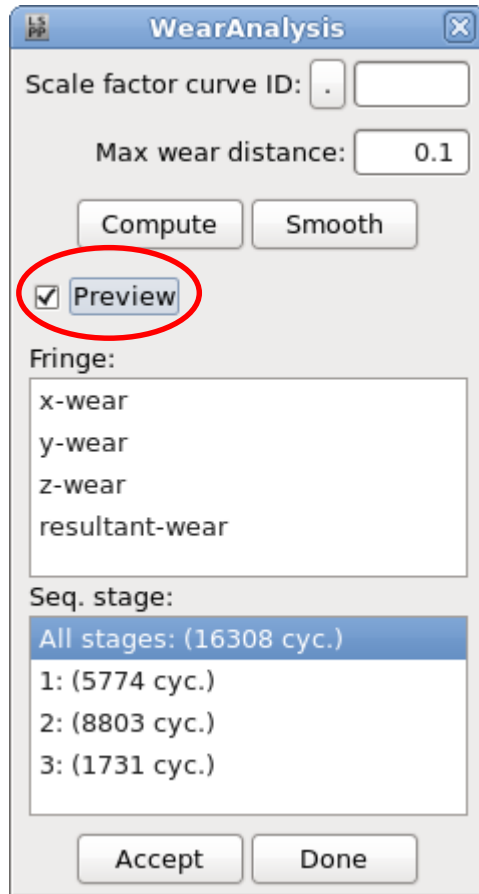 LS
PP
WearAnalysis
Scale factor curve ID: .
Max wear distance: 0.1
Compute Smooth
Preview
Fringe:
x-wear
y-wear
z-wear
resultant-wear
Seq. stage:
All stages: (16308 cyc.)
1: (5774 cyc.)
2: (8803 cyc.)
3: (1731 cyc.)
Accept Done